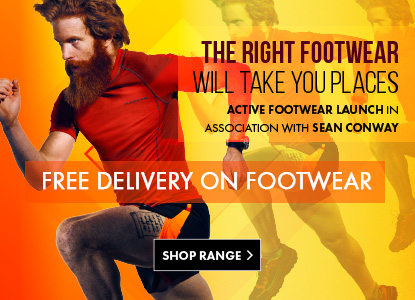 THE RIGHT FOOTWEAR
WILL TAKE YOU PLACES
ACTIVE FOOTWEAR LAUNCH IN
ASSOCIATION WITH SEAN CONWAY
FREE DELIVERY ON FOOTWEAR
SHOP RANGE >